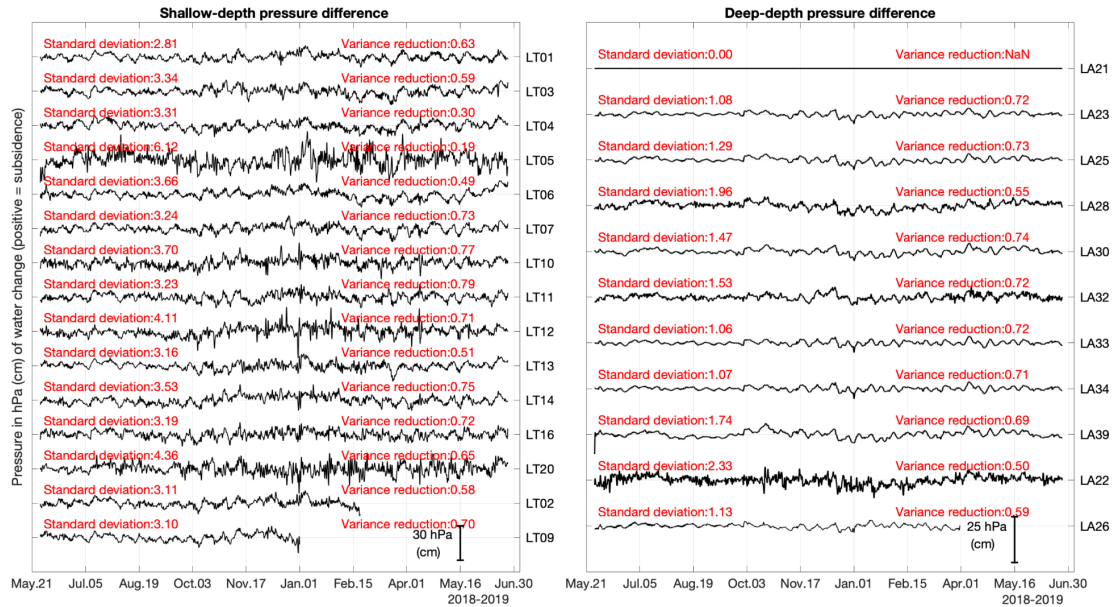 Shallow-depth pressure difference
Pressure in hPa (cm) of water change (positive = subsidence)
Standard deviation:2.81 Variance reduction:0.63 LT01
Standard deviation:3.34 Variance reduction:0.59 LT03
Standard deviation:3.31 Variance reduction:0.30 LT04
Standard deviation:6.12 Variance reduction:0.19 LT05
Standard deviation:3.66 Variance reduction:0.49 LT06
Standard deviation:3.24 Variance reduction:0.73 LT07
Standard deviation:3.70 Variance reduction:0.77 LT10
Standard deviation:3.23 Variance reduction:0.79 LT11
Standard deviation:4.11 Variance reduction:0.71 LT12
Standard deviation:3.16 Variance reduction:0.51 LT13
Standard deviation:3.53 Variance reduction:0.75 LT14
Standard deviation:3.19 Variance reduction:0.72 LT16
Standard deviation:4.36 Variance reduction:0.65 LT20
Standard deviation:3.11 Variance reduction:0.58 LT02
Standard deviation:3.10 Variance reduction:0.70 LT09
30 hPa
(cm)
May.21 Jul.05 Aug.19 Oct.03 Nov.17 Jan.01 Feb.15 Apr.01 May.16 Jun.30
2018-2019
Deep-depth pressure difference
Standard deviation:0.00 Variance reduction:NaN LA21
Standard deviation:1.08 Variance reduction:0.72 LA23
Standard deviation:1.29 Variance reduction:0.73 LA25
Standard deviation:1.96 Variance reduction:0.55 LA28
Standard deviation:1.47 Variance reduction:0.74 LA30
Standard deviation:1.53 Variance reduction:0.72 LA32
Standard deviation:1.06 Variance reduction:0.72 LA33
Standard deviation:1.07 Variance reduction:0.71 LA34
Standard deviation:1.74 Variance reduction:0.69 LA39
Standard deviation:2.33 Variance reduction:0.50 LA22
Standard deviation:1.13 Variance reduction:0.59 LA26
25 hPa
(cm)
May.21 Jul.05 Aug.19 Oct.03 Nov.17 Jan.01 Feb.15 Apr.01 May.16 Jun.30
2018-2019